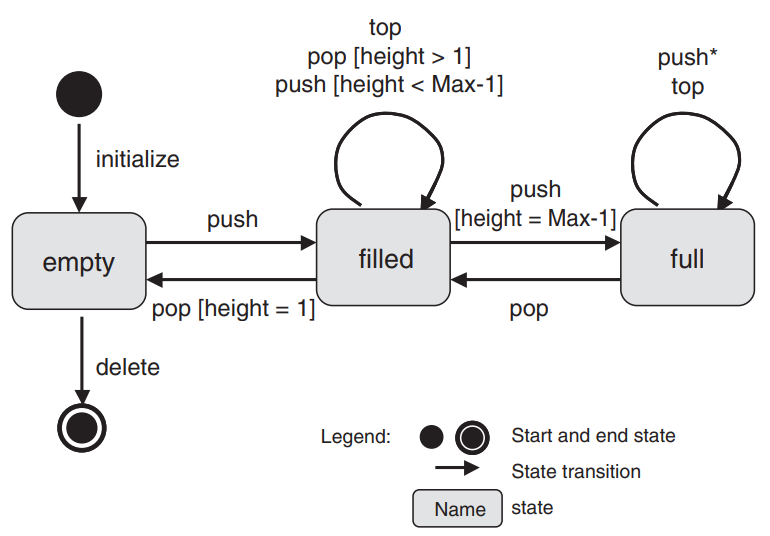 top
pop [height > 1]
push [height < Max-1]
push*
top
initialize
push
push
[height = Max-1]
empty
filled
full
pop [height = 1]
pop
delete
Legend:
Start and end state
State transition
Name
state